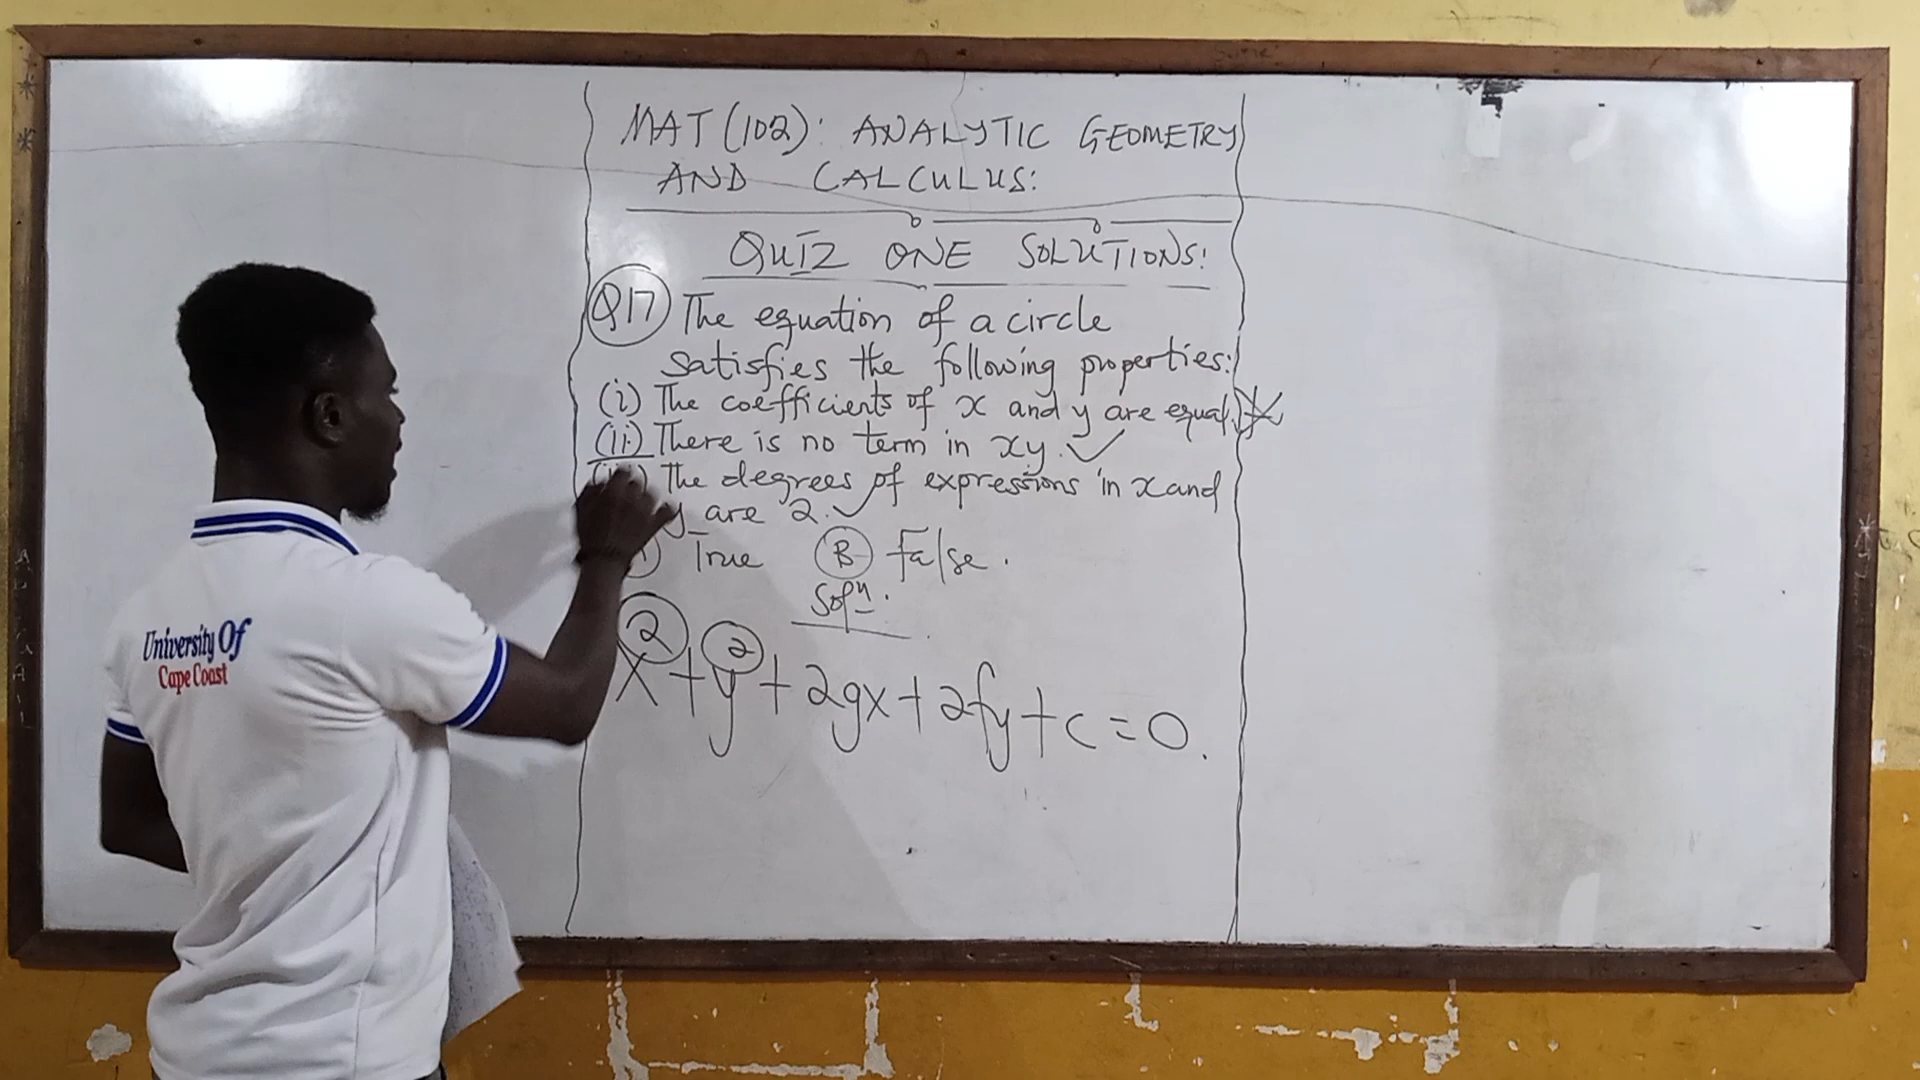 MAT (102): ANALYTIC GEOMETRY
AND CALCULUS:
QUIZ ONE SOLUTIONS:
Q17 The equation of a circle
satisfies the following properties:
(i) The coefficients of x and y are equal.
(ii) There is no term in xy. ✓
The degrees of expressions in x and
y are 2. ✓
True (B) False.
Soln.
x² + y² + 2gx + 2fy + c = 0.
University Of
Cape Coast